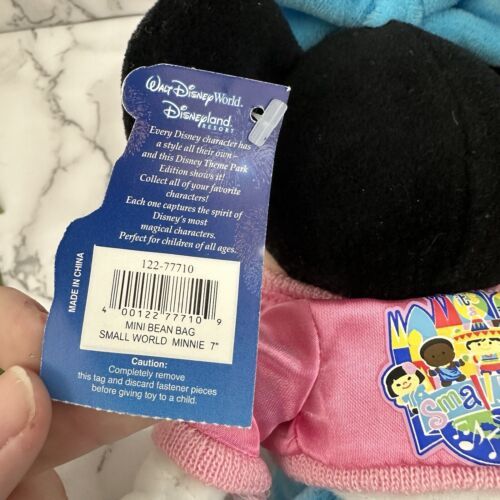 WALT DISNEY World.
Disneyland
RESORT
Every Disney character has
a style all their own–
and this Disney Theme Park
Edition shows it!
Collect all of your favorite
characters!
Each one captures the spirit of
Disney's most
magical characters.
Perfect for children of all ages.
MADE IN CHINA
122-77710
4 00122 77710 9
MINI BEAN BAG
SMALL WORLD MINNIE 7"
Caution:
Completely remove
this tag and discard fastener pieces
before giving toy to a child.